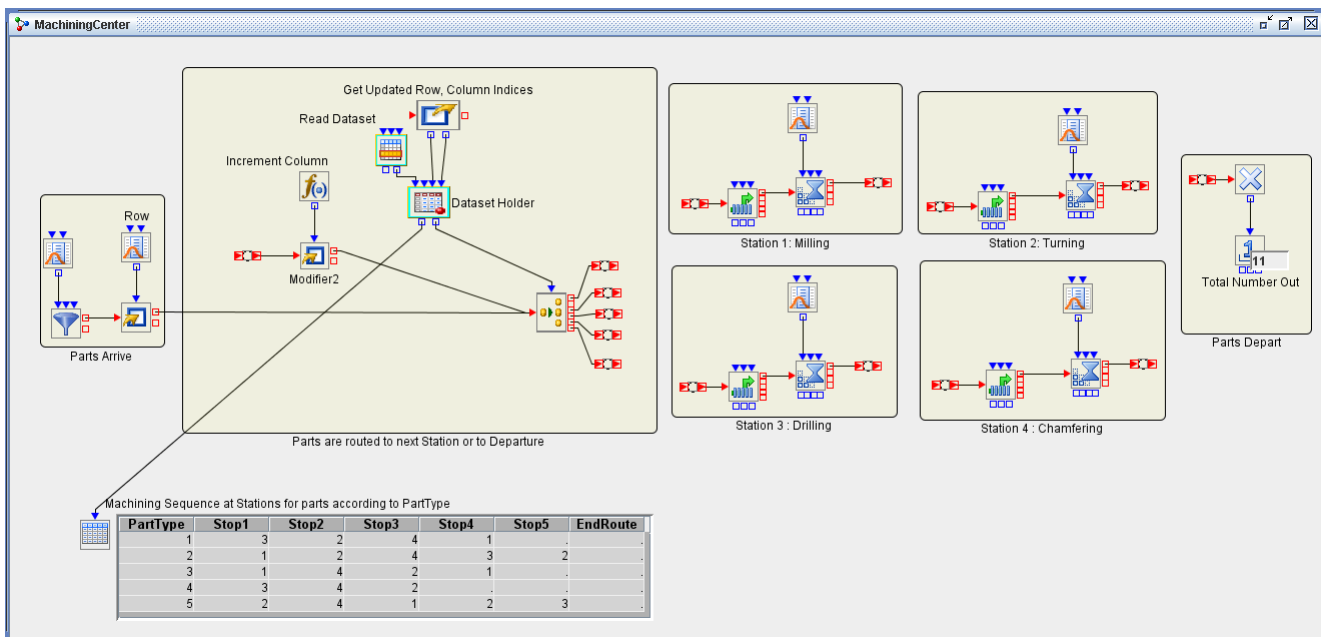 MachiningCenter
Get Updated Row, Column Indices
Read Dataset
Increment Column
Dataset Holder
Row
Modifier2
Parts Arrive
Parts are routed to next Station or to Departure
Station 1: Milling
Station 2: Turning
11
Total Number Out
Parts Depart
Station 3 : Drilling
Station 4 : Chamfering
Machining Sequence at Stations for parts according to PartType
PartType Stop1 Stop2 Stop3 Stop4 Stop5 EndRoute
1 3 2 4 1 . .
2 1 2 4 3 2 .
3 1 4 2 1 . .
4 3 4 2 . . .
5 2 4 1 2 3 .